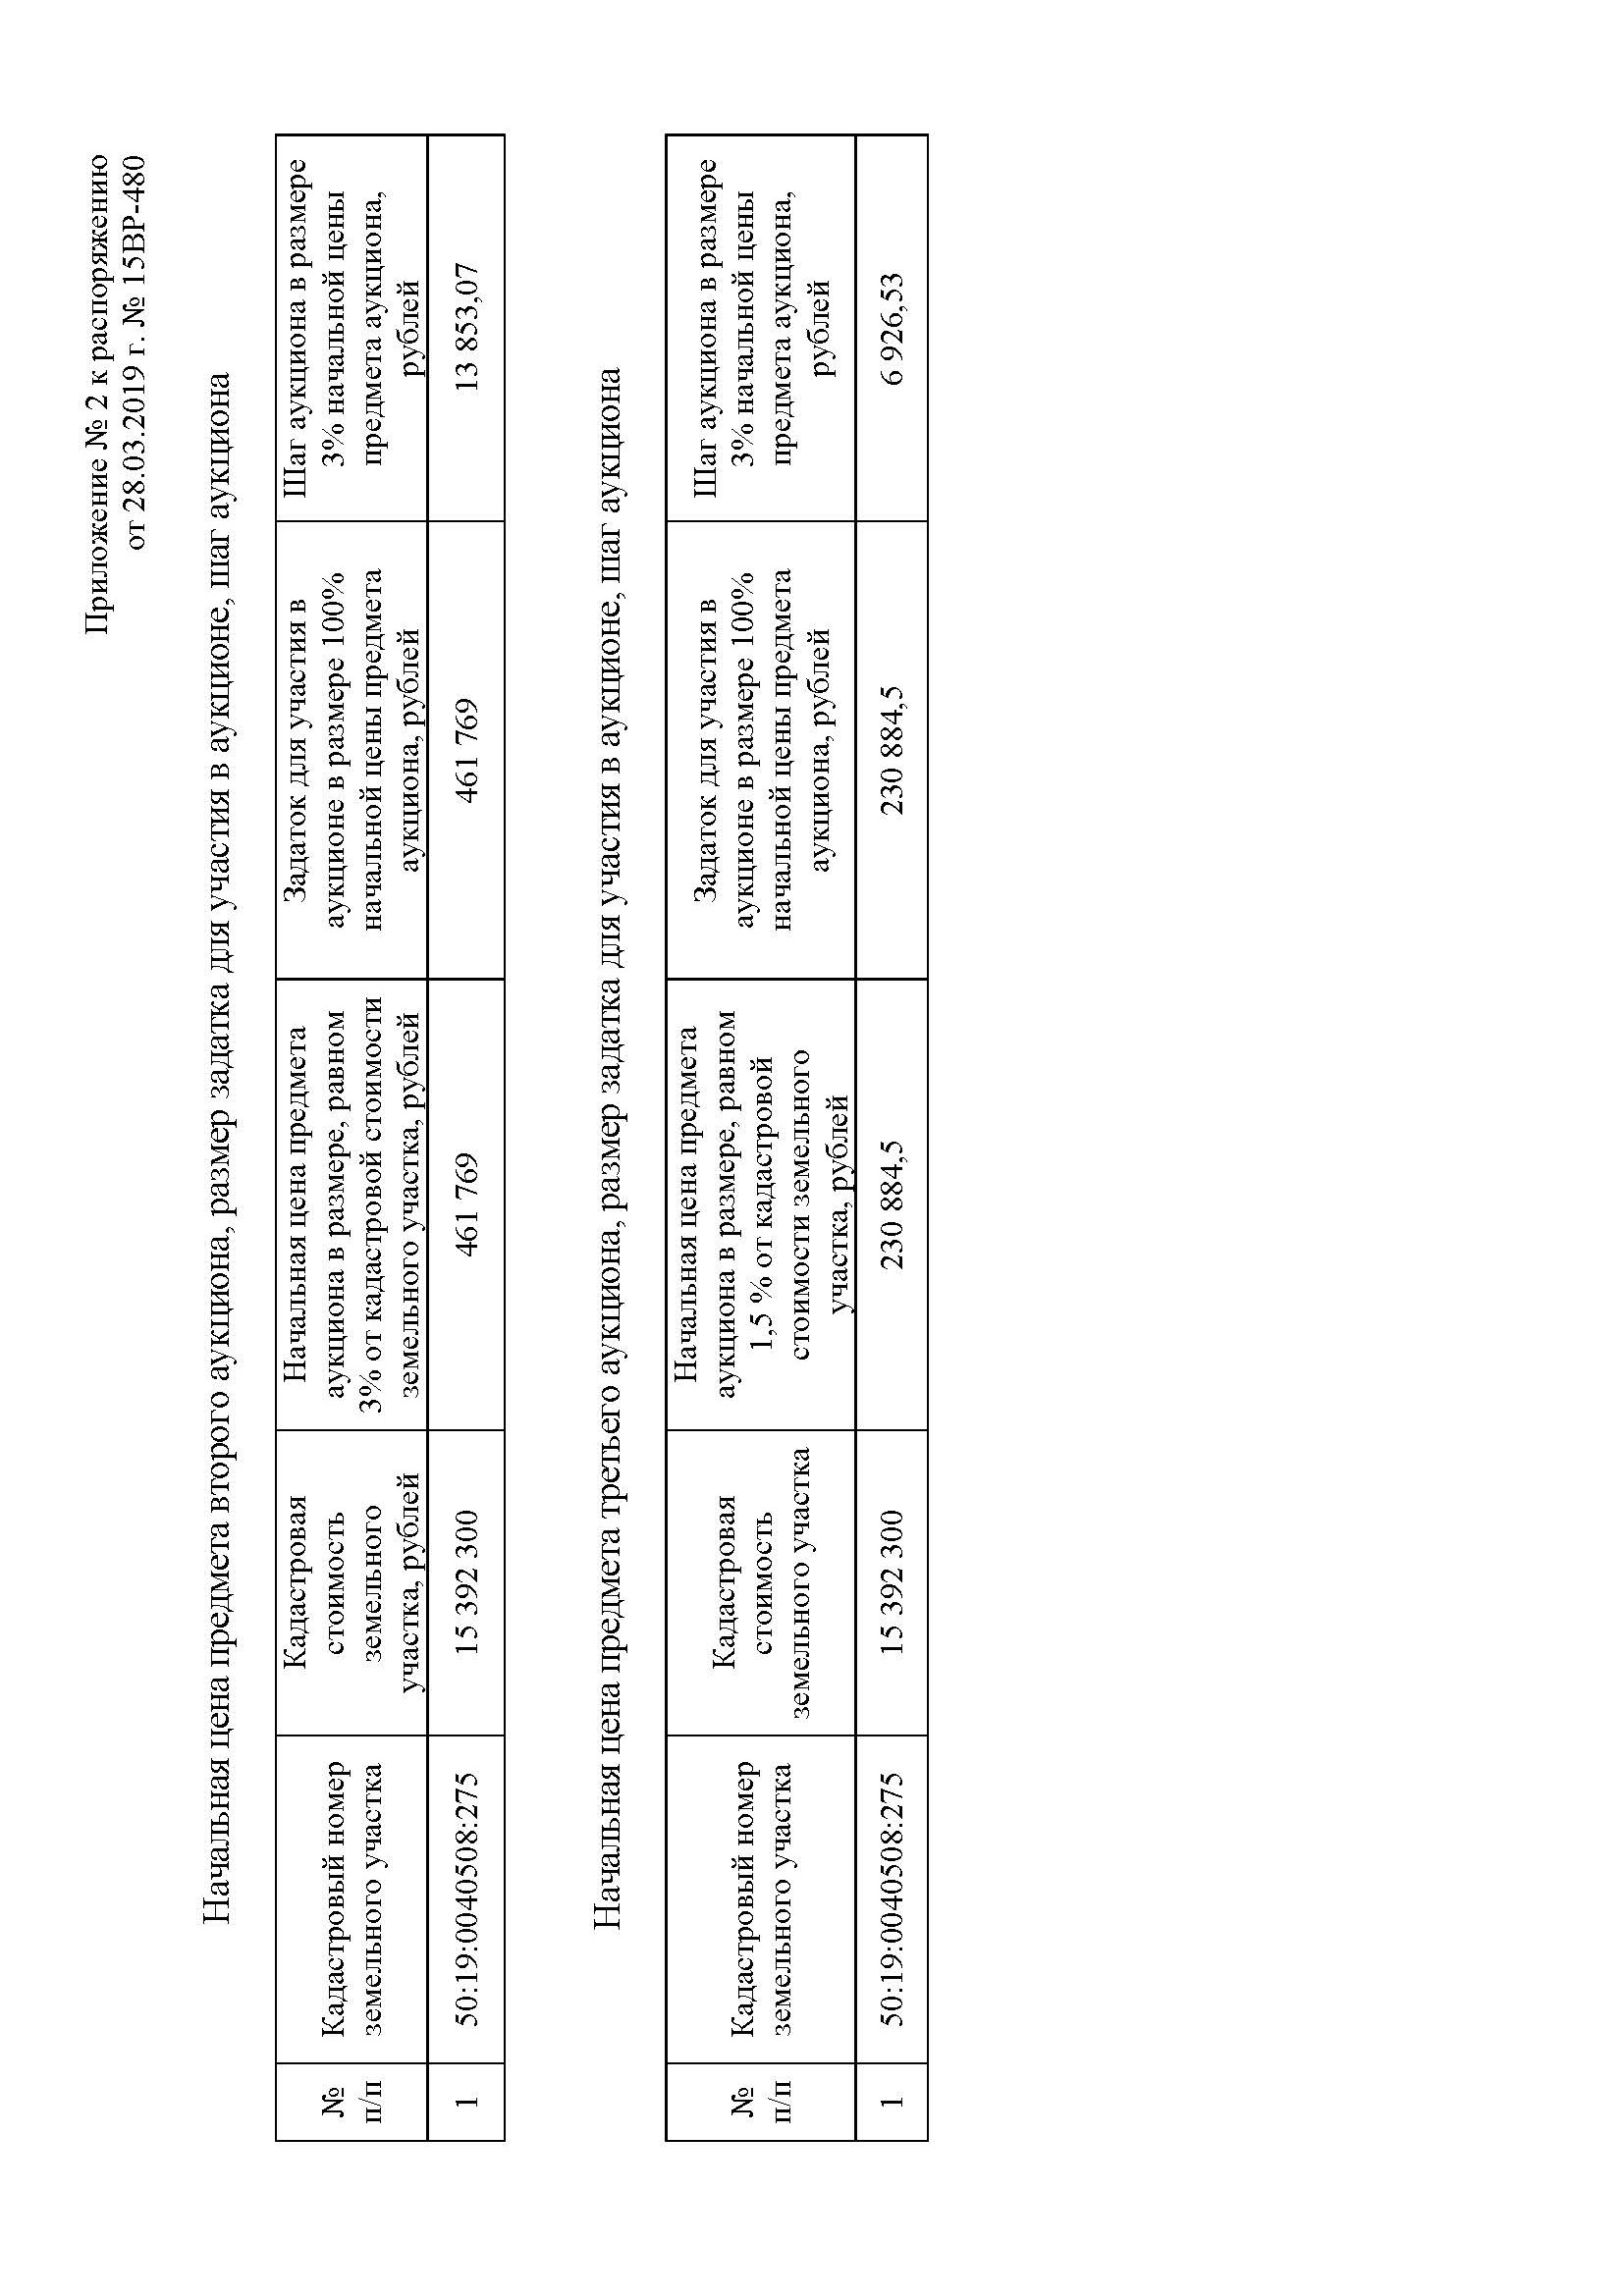 Приложение № 2 к распоряжению
от 28.03.2019 г. № 15ВР-480
Начальная цена предмета второго аукциона, размер задатка для участия в аукционе, шаг аукциона
№
п/п
Кадастровый номер
земельного участка
Кадастровая
стоимость
земельного
участка, рублей
Начальная цена предмета
аукциона в размере, равном
3% от кадастровой стоимости
земельного участка, рублей
Задаток для участия в
аукционе в размере 100%
начальной цены предмета
аукциона, рублей
Шаг аукциона в размере
3% начальной цены
предмета аукциона,
рублей
1
50:19:0040508:275
15 392 300
461 769
461 769
13 853,07
Начальная цена предмета третьего аукциона, размер задатка для участия в аукционе, шаг аукциона
№
п/п
Кадастровый номер
земельного участка
Кадастровая
стоимость
земельного участка
Начальная цена предмета
аукциона в размере, равном
1,5 % от кадастровой
стоимости земельного
участка, рублей
Задаток для участия в
аукционе в размере 100%
начальной цены предмета
аукциона, рублей
Шаг аукциона в размере
3% начальной цены
предмета аукциона,
рублей
1
50:19:0040508:275
15 392 300
230 884,5
230 884,5
6 926,53